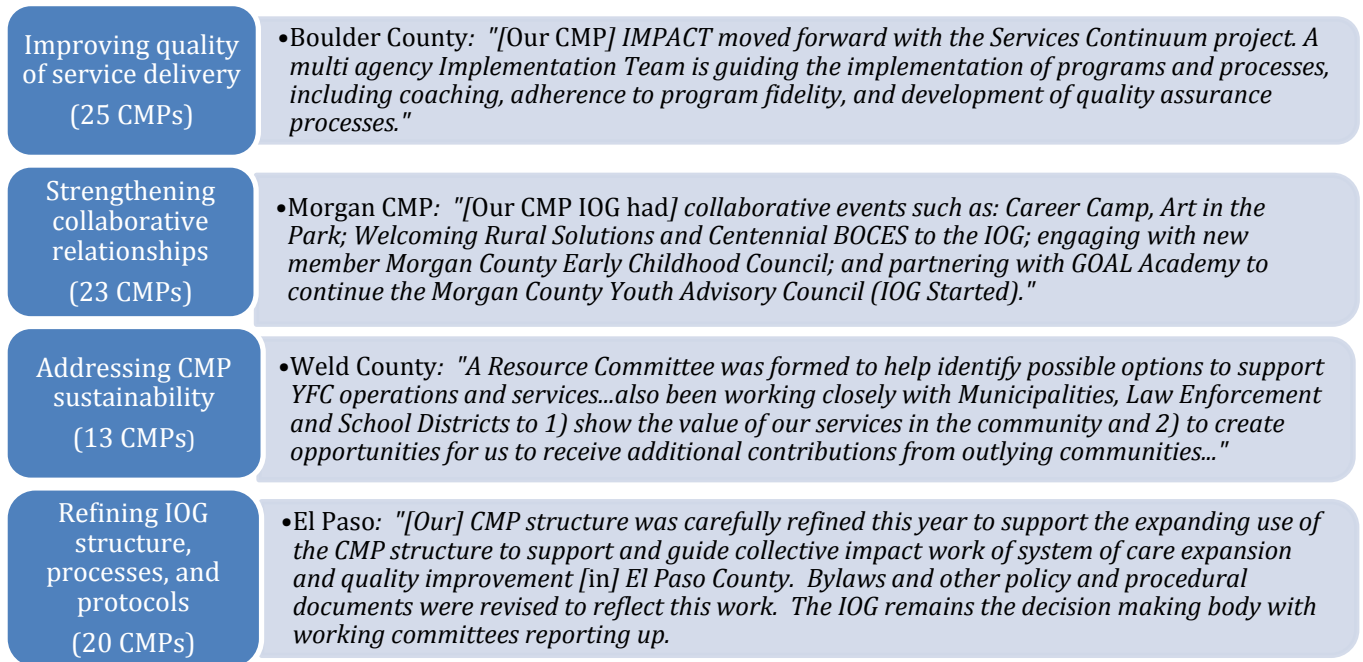 Improving quality
of service delivery
(25 CMPs)
•Boulder County: "[Our CMP] IMPACT moved forward with the Services Continuum project. A
multi agency Implementation Team is guiding the implementation of programs and processes,
including coaching, adherence to program fidelity, and development of quality assurance
processes."
Strengthening
collaborative
relationships
(23 CMPs)
•Morgan CMP: "[Our CMP IOG had] collaborative events such as: Career Camp, Art in the
Park; Welcoming Rural Solutions and Centennial BOCES to the IOG; engaging with new
member Morgan County Early Childhood Council; and partnering with GOAL Academy to
continue the Morgan County Youth Advisory Council (IOG Started)."
Addressing CMP
sustainability
(13 CMPs)
•Weld County: "A Resource Committee was formed to help identify possible options to support
YFC operations and services...also been working closely with Municipalities, Law Enforcement
and School Districts to 1) show the value of our services in the community and 2) to create
opportunities for us to receive additional contributions from outlying communities..."
Refining IOG
structure,
processes, and
protocols
(20 CMPs)
•El Paso: "[Our] CMP structure was carefully refined this year to support the expanding use of
the CMP structure to support and guide collective impact work of system of care expansion
and quality improvement [in] El Paso County. Bylaws and other policy and procedural
documents were revised to reflect this work. The IOG remains the decision making body with
working committees reporting up.